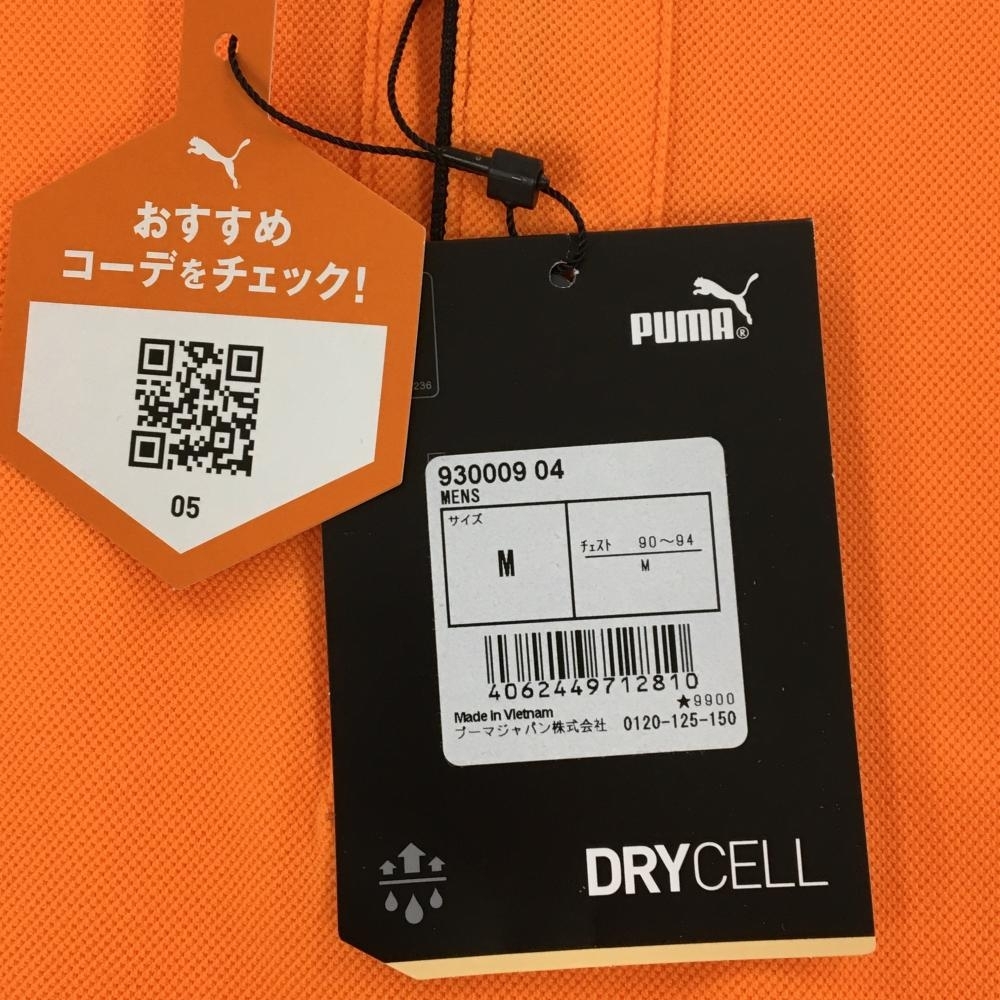 おすすめ
コーデをチェック!
05
236
PUMA®
930009 04
MENS
サイズ
M
チェスト 90～94
M
4062449712810
★9900
Made in Vietnam
プーマジャパン株式会社 0120-125-150
DRYCELL